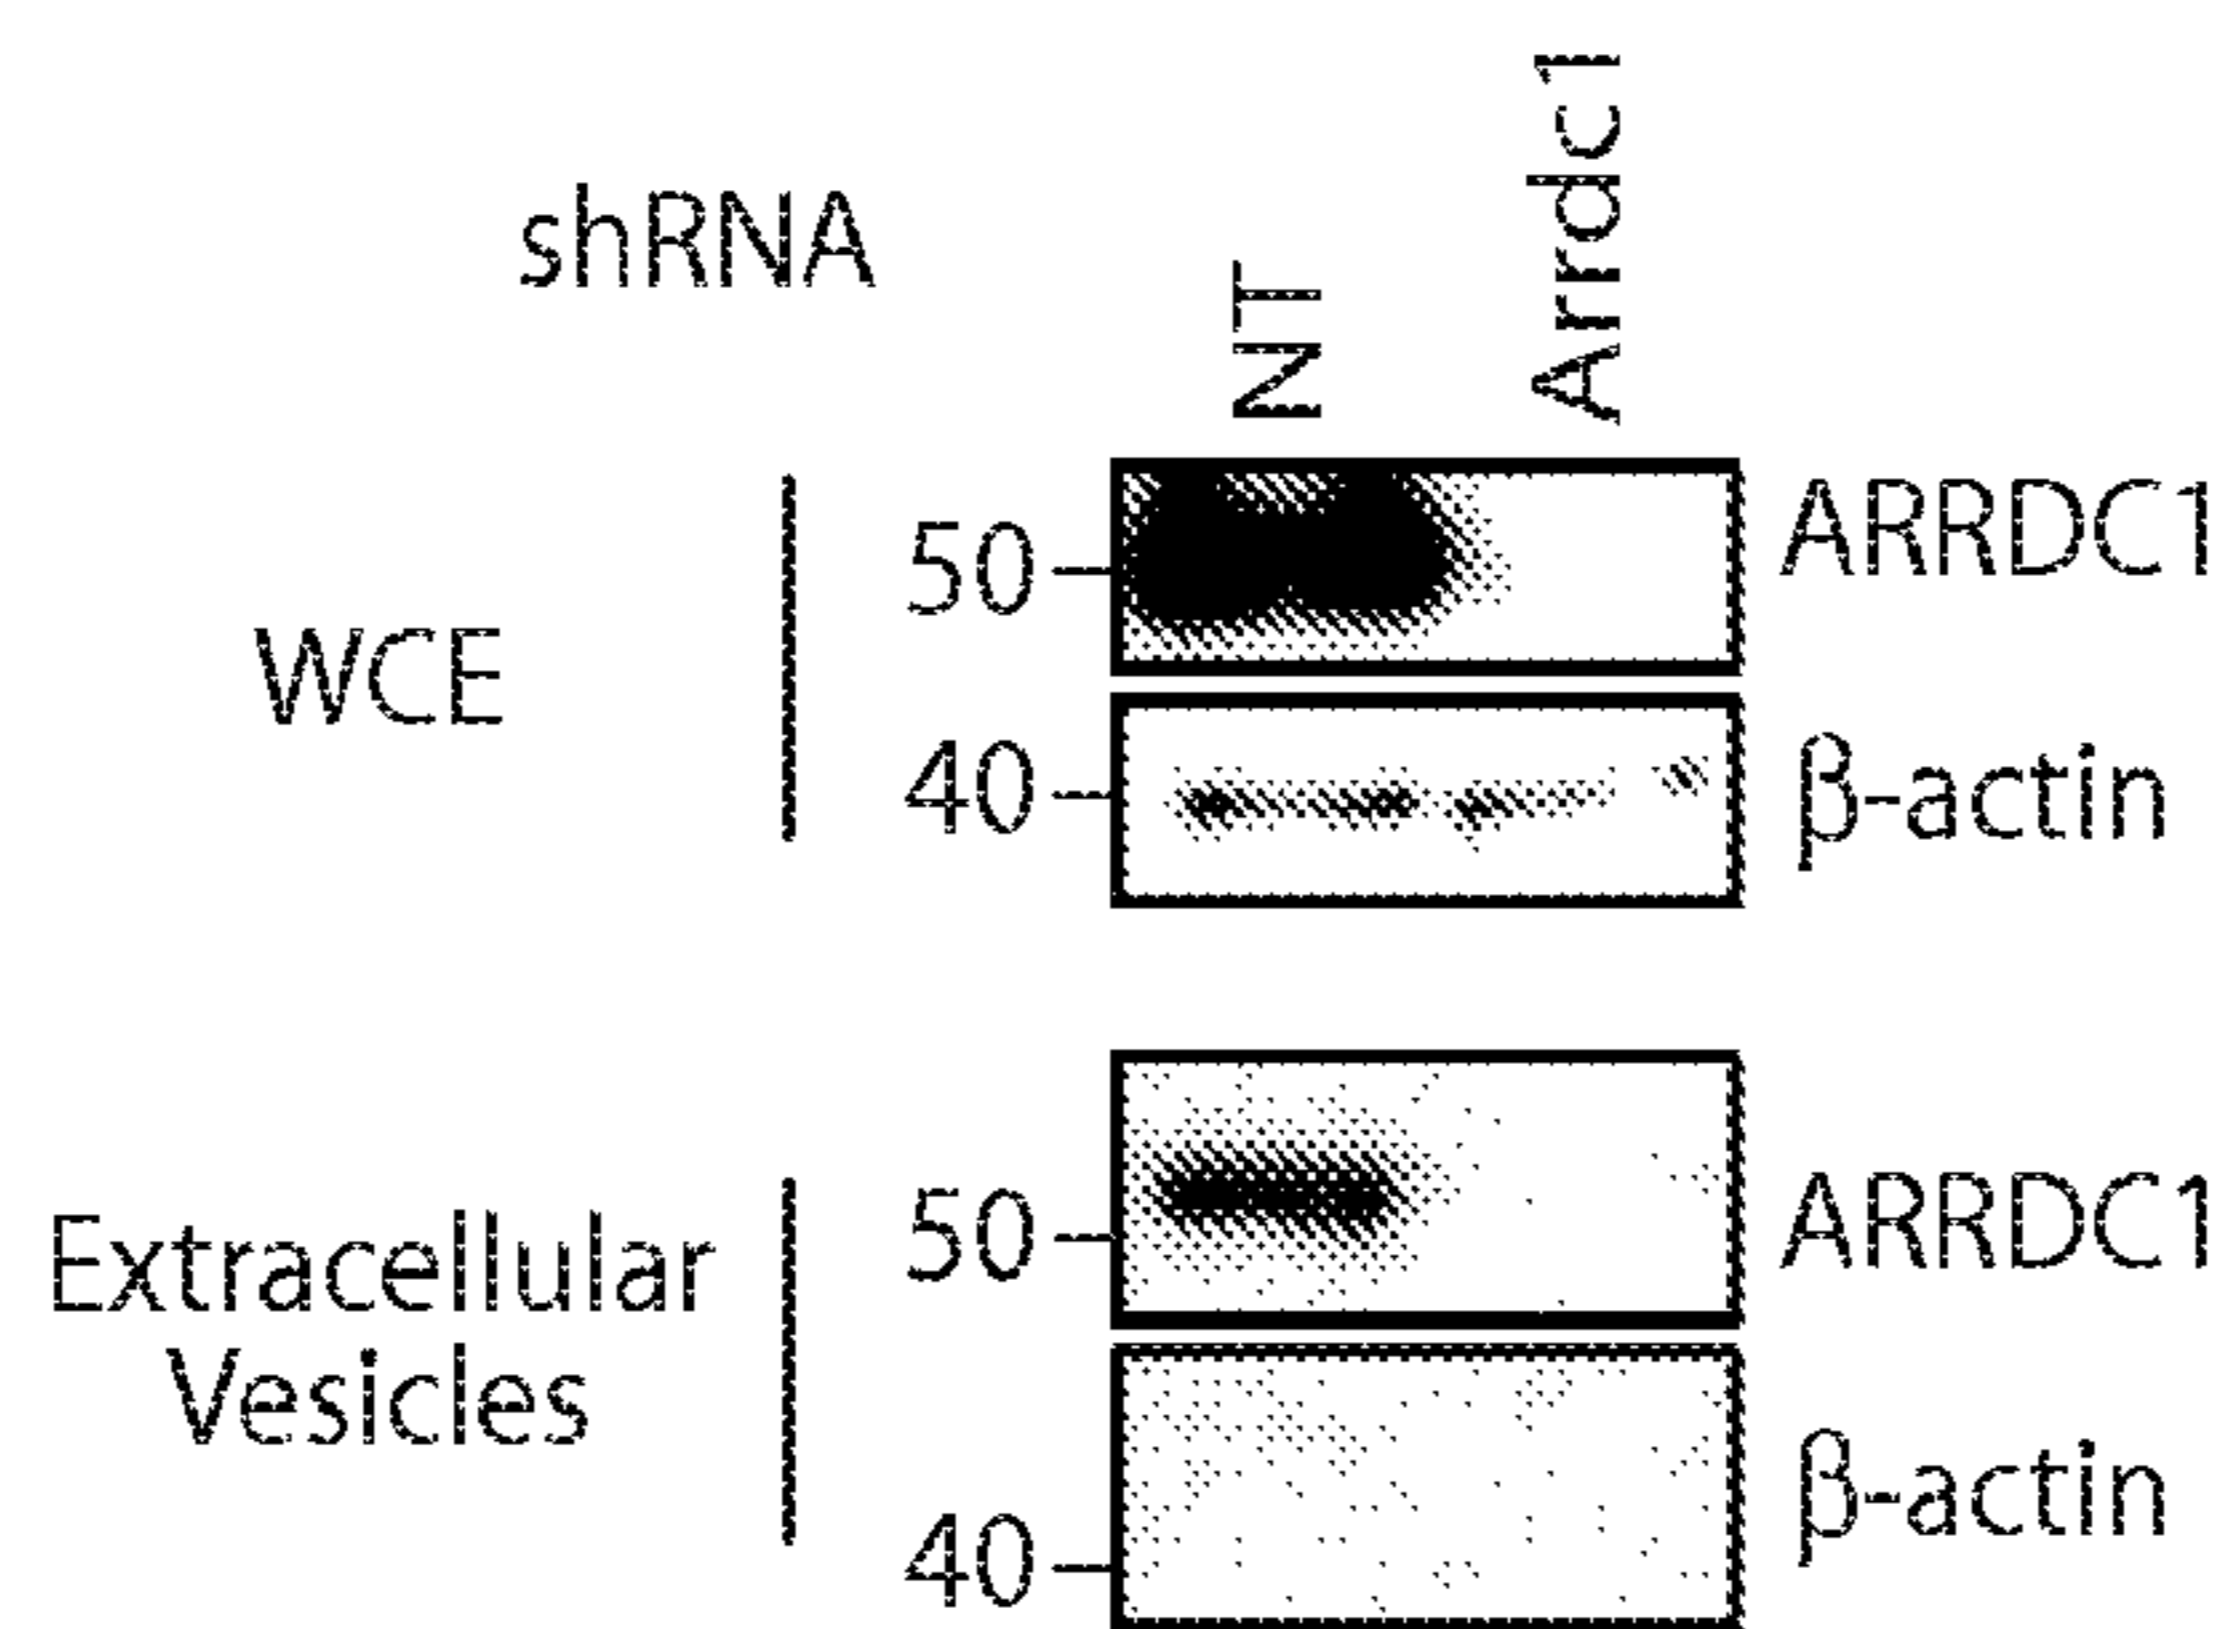 shRNA
NT
Arrdc1
WCE
50
ARRDC1
40
β-actin
Extracellular
Vesicles
50
ARRDC1
40
β-actin